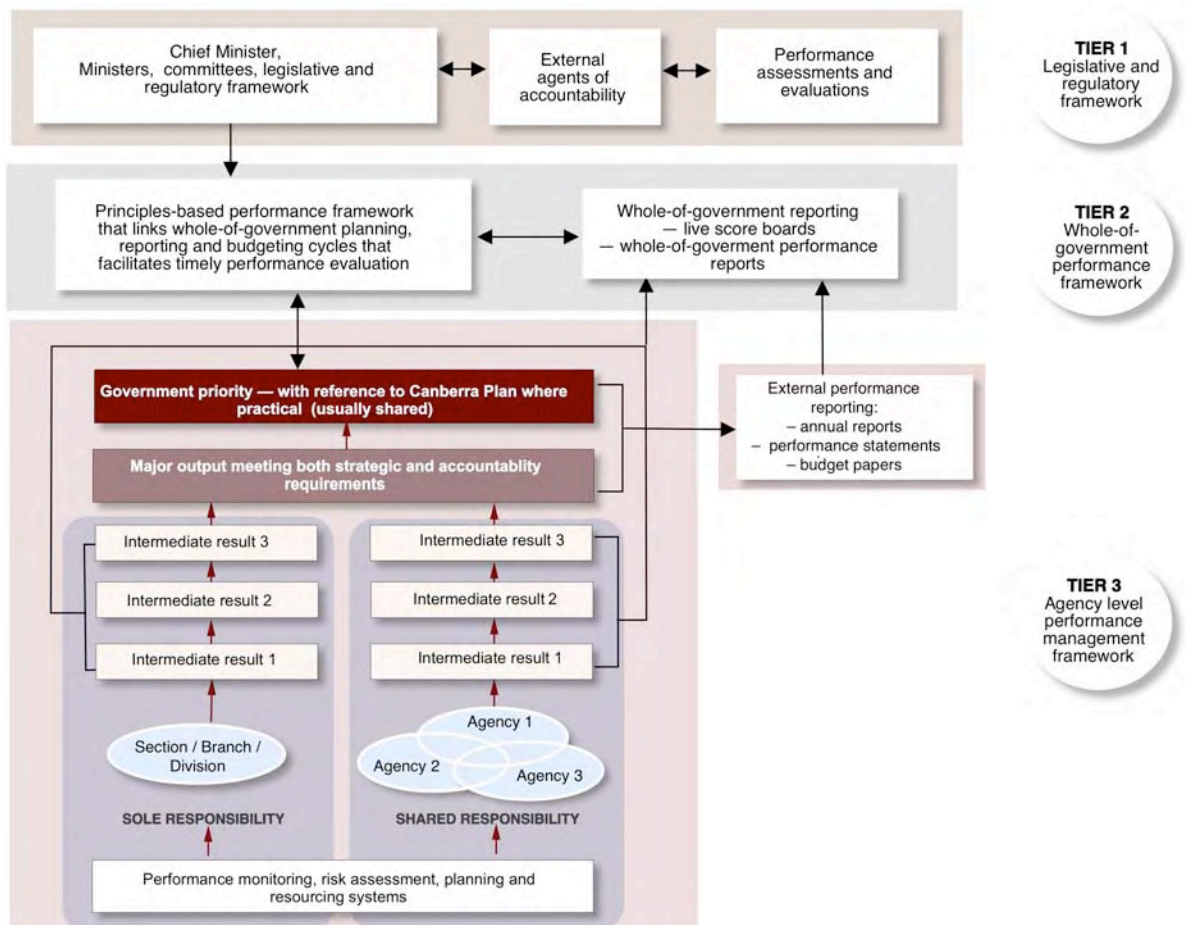 Chief Minister,
Ministers, committees, legislative and
regulatory framework
External
agents of
accountability
Performance
assessments and
evaluations
TIER 1
Legislative and
regulatory
framework
Principles-based performance framework
that links whole-of-government planning,
reporting and budgeting cycles that
facilitates timely performance evaluation
Whole-of-government reporting
— live score boards
— whole-of-goverment performance
reports
TIER 2
Whole-of-
government
performance
framework
Government priority — with reference to Canberra Plan where
practical (usually shared)
External performance
reporting:
– annual reports
– performance statements
– budget papers
Major output meeting both strategic and accountablity
requirements
Intermediate result 3
Intermediate result 2
Intermediate result 1
Section / Branch /
Division
SOLE RESPONSIBILITY
Intermediate result 3
Intermediate result 2
Intermediate result 1
Agency 1
Agency 2
Agency 3
SHARED RESPONSIBILITY
Performance monitoring, risk assessment, planning and
resourcing systems
TIER 3
Agency level
performance
management
framework